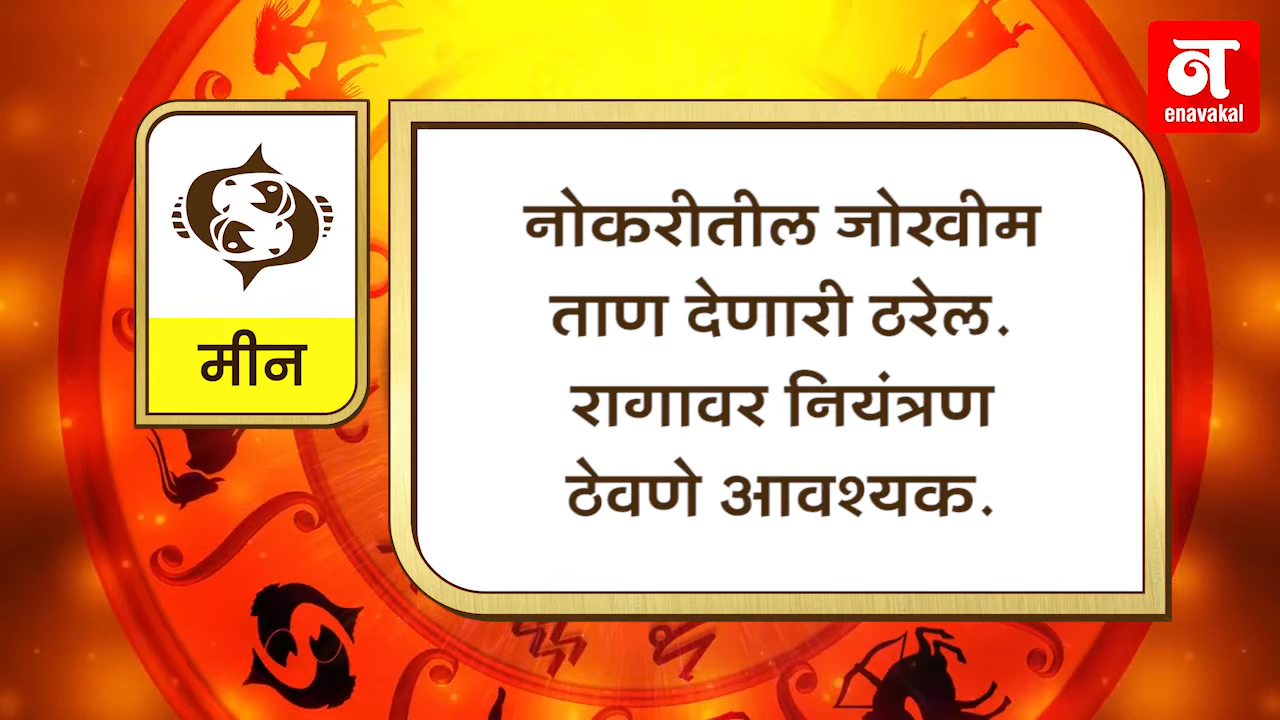 न
enavakal
मीन
नोकरीतील जोखीम
ताण देणारी ठरेल.
रागावर नियंत्रण
ठेवणे आवश्यक.